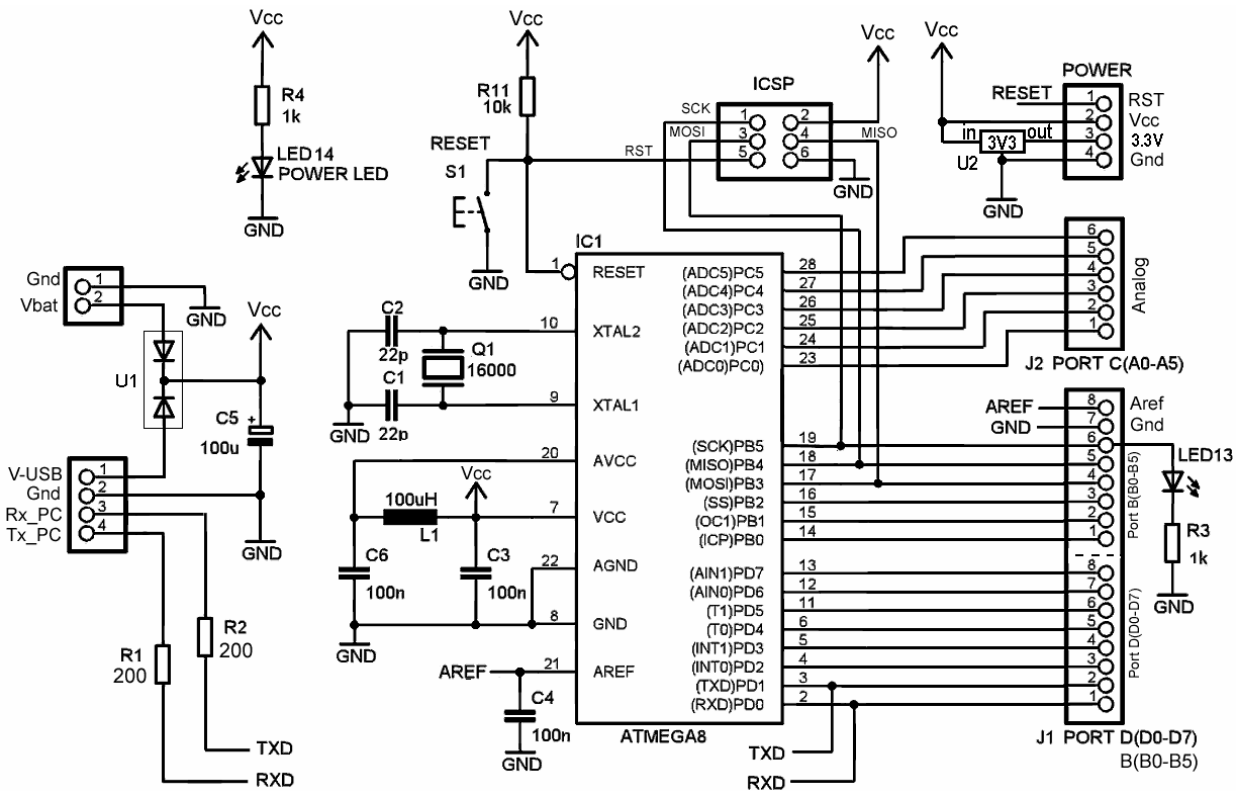 Vcc
R4
1k
LED14
POWER LED
GND
Vcc
R11
10k
RESET
S1
RST
GND
ICSP
SCK
MOSI
MISO
1
2
3
4
5
6
GND
Vcc
Vcc
POWER
RESET
1
RST
2
Vcc
in
3V3
out
3
3.3V
U2
4
Gnd
GND
Gnd
1
Vbat
2
GND
Vcc
U1
C5
+
100u
V-USB
1
Gnd
2
Rx_PC
3
Tx_PC
4
GND
R1
200
R2
200
TXD
RXD
IC1
1
RESET
C2
22p
10
XTAL2
Q1
16000
C1
22p
9
XTAL1
GND
20
AVCC
Vcc
100uH
L1
7
VCC
C6
100n
C3
100n
22
AGND
8
GND
GND
AREF
21
AREF
C4
100n
GND
ATMEGA8
(ADC5)PC5
28
(ADC4)PC4
27
(ADC3)PC3
26
(ADC2)PC2
25
(ADC1)PC1
24
(ADC0)PC0
23
(SCK)PB5
19
(MISO)PB4
18
(MOSI)PB3
17
(SS)PB2
16
(OC1)PB1
15
(ICP)PB0
14
(AIN1)PD7
13
(AIN0)PD6
12
(T1)PD5
11
(T0)PD4
6
(INT1)PD3
5
(INT0)PD2
4
(TXD)PD1
3
(RXD)PD0
2
TXD
RXD
6
5
4
3
2
1
Analog
J2 PORT C(A0-A5)
AREF
8
Aref
GND
7
Gnd
6
5
4
3
2
1
Port B(B0-B5)
8
7
6
5
4
3
2
1
Port D(D0-D7)
LED13
R3
1k
GND
J1 PORT D(D0-D7)
B(B0-B5)